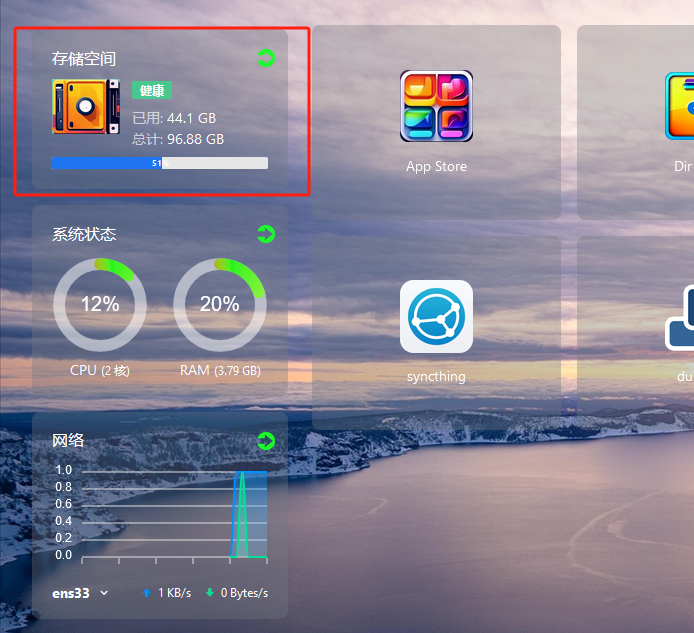 存储空间
健康
已用: 44.1 GB
总计: 96.88 GB
51%
App Store
Dir
系统状态
12%
20%
CPU (2 核)
RAM (3.79 GB)
syncthing
du
网络
1.0
0.8
0.6
0.4
0.2
0.0
ens33
1 KB/s
0 Bytes/s